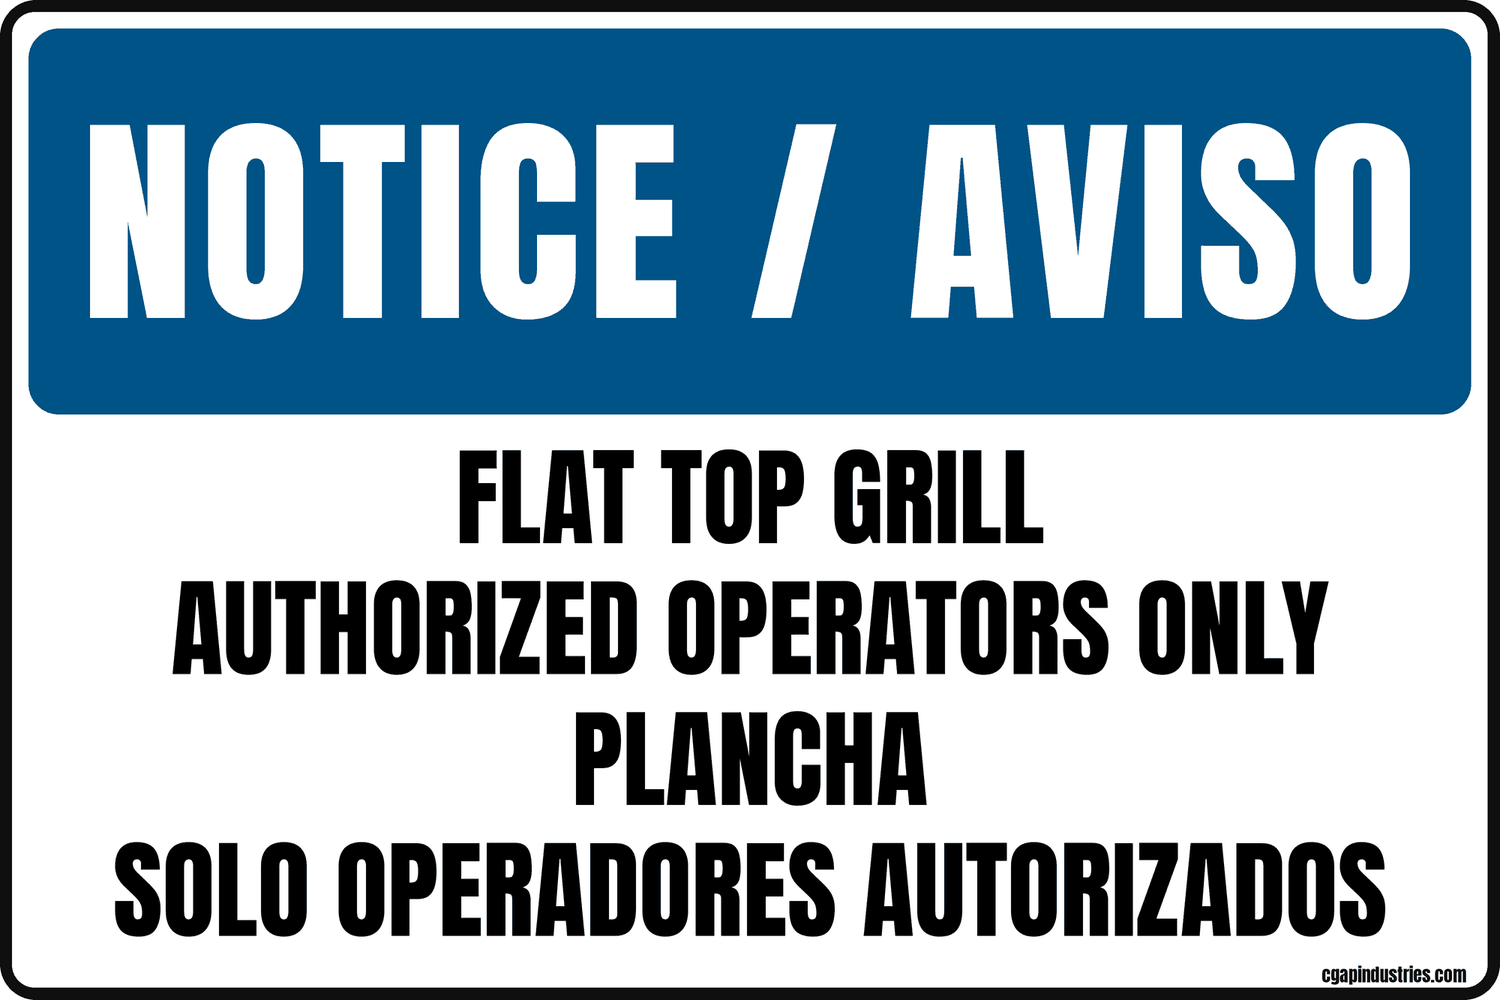 NOTICE / AVISO
FLAT TOP GRILL
AUTHORIZED OPERATORS ONLY
PLANCHA
SOLO OPERADORES AUTORIZADOS
cgapindustries.com